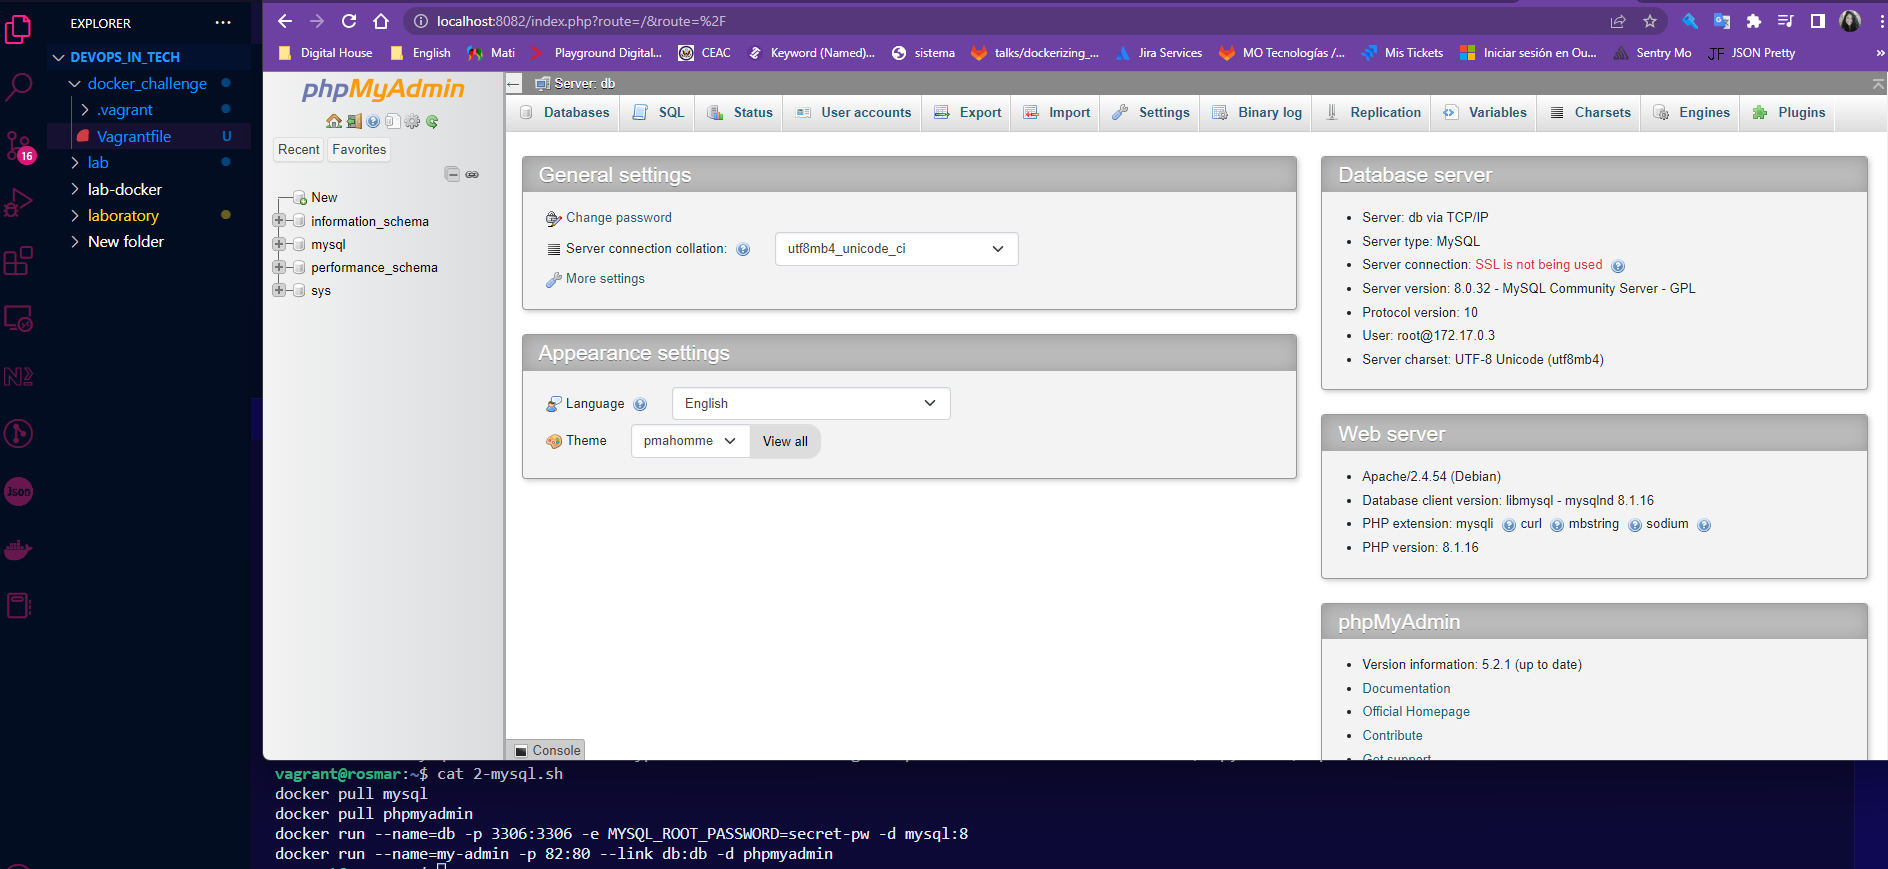 EXPLORER
DEVOPS_IN_TECH
docker_challenge
.vagrant
Vagrantfile U
lab
lab-docker
laboratory
New folder
16
Json
localhost:8082/index.php?route=/&route=%2F
Digital House English Mati Playground Digital... CEAC Keyword (Named)... sistema talks/dockerizing_... Jira Services MO Tecnologías /... Mis Tickets Iniciar sesión en Ou... Sentry Mo JF JSON Pretty »
phpMyAdmin
Recent Favorites
New
information_schema
mysql
performance_schema
sys
Server: db
Databases SQL Status User accounts Export Import Settings Binary log Replication Variables Charsets Engines Plugins
General settings
Change password
Server connection collation: utf8mb4_unicode_ci
More settings
Appearance settings
Language English
Theme pmahomme View all
Database server
Server: db via TCP/IP
Server type: MySQL
Server connection: SSL is not being used
Server version: 8.0.32 - MySQL Community Server - GPL
Protocol version: 10
User: root@172.17.0.3
Server charset: UTF-8 Unicode (utf8mb4)
Web server
Apache/2.4.54 (Debian)
Database client version: libmysql - mysqlnd 8.1.16
PHP extension: mysqli curl mbstring sodium
PHP version: 8.1.16
phpMyAdmin
Version information: 5.2.1 (up to date)
Documentation
Official Homepage
Contribute
Get support
Console
vagrant@rosmar:~$ cat 2-mysql.sh
docker pull mysql
docker pull phpmyadmin
docker run --name=db -p 3306:3306 -e MYSQL_ROOT_PASSWORD=secret-pw -d mysql:8
docker run --name=my-admin -p 82:80 --link db:db -d phpmyadmin